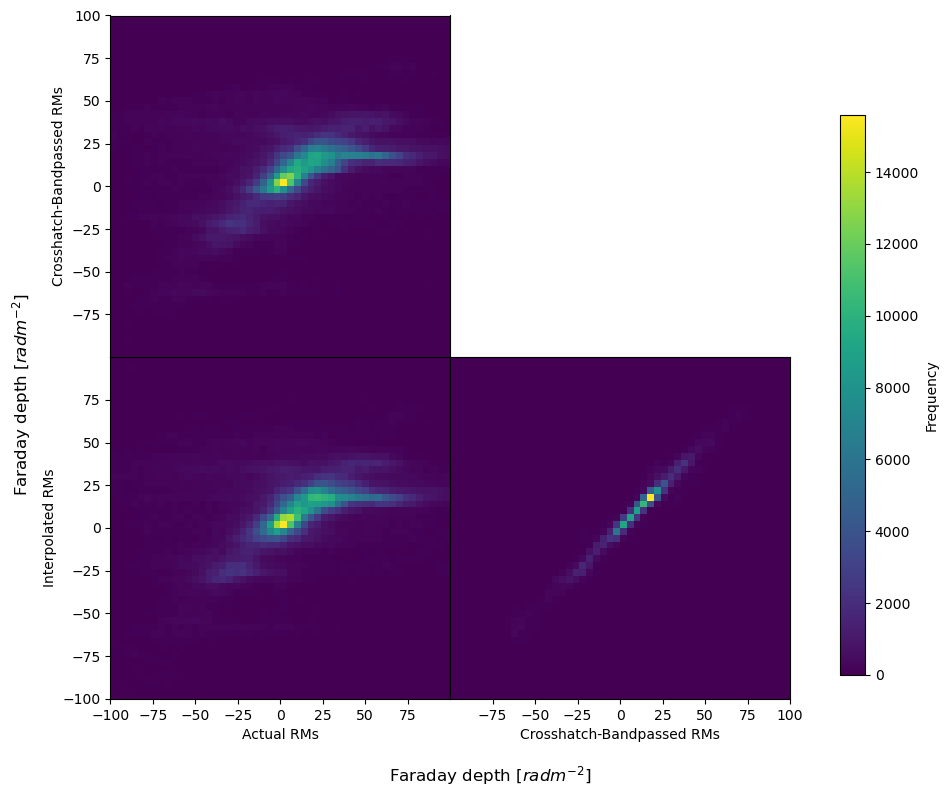 100
75
50
25
0
−25
−50
−75
Crosshatch-Bandpassed RMs
75
50
25
0
−25
−50
−75
−100
Interpolated RMs
Faraday depth [radm⁻²]
−100 −75 −50 −25 0 25 50 75
Actual RMs
−75 −50 −25 0 25 50 75 100
Crosshatch-Bandpassed RMs
Faraday depth [radm⁻²]
14000
12000
10000
8000
6000
4000
2000
0
Frequency